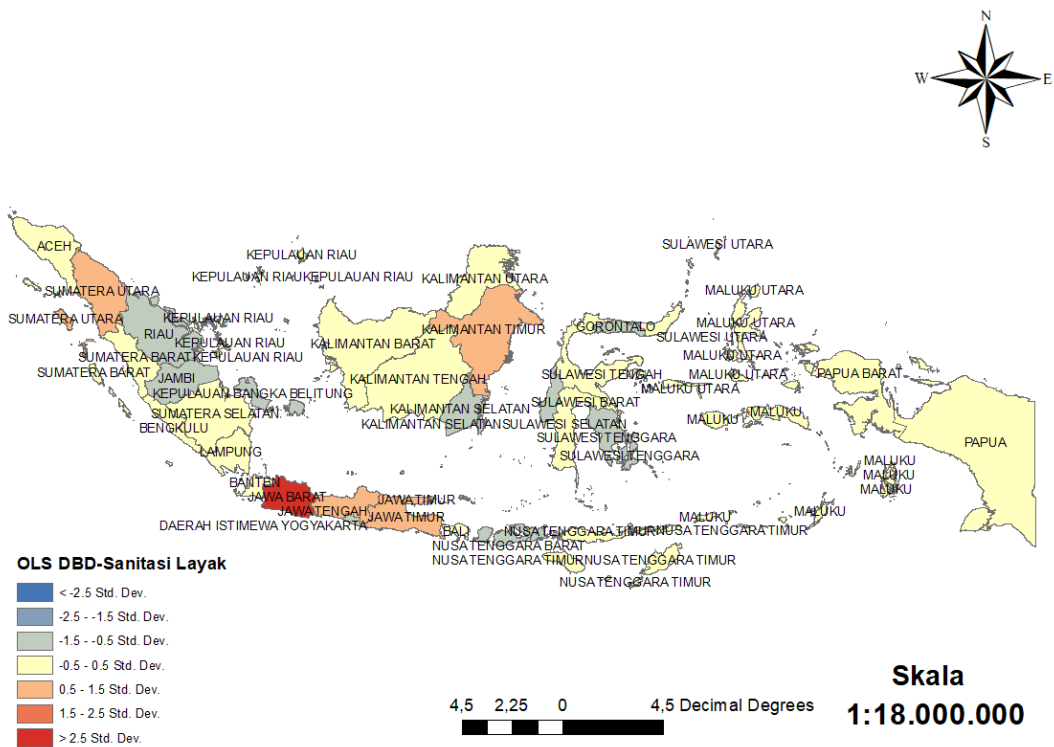 N
W
E
S
SULAWESI UTARA
ACEH
KEPULAUAN RIAU
KEPULAUAN RIAU
KEPULAUAN RIAU
KALIMANTAN UTARA
SUMATERA UTARA
MALUKU UTARA
SUMATERA UTARA
KEPULAUAN RIAU
MALUKU UTARA
RIAU
KALIMANTAN TIMUR
GORONTALO
SULAWESI UTARA
KEPULAUAN RIAU
KALIMANTAN BARAT
SUMATERA BARAT
KEPULAUAN RIAU
MALUKU UTARA
SUMATERA BARAT
JAMBI
KALIMANTAN TENGAH
SULAWESI TENGAH
MALUKU UTARA
PAPUA BARAT
MALUKU UTARA
KEPULAUAN BANGKA BELITUNG
SULAWESI BARAT
SUMATERA SELATAN
KALIMANTAN SELATAN
MALUKU
MALUKU
BENGKULU
KALIMANTAN SELATAN
SULAWESI SELATAN
SULAWESI TENGGARA
PAPUA
LAMPUNG
SULAWESI TENGGARA
MALUKU
MALUKU
MALUKU
BANTEN
JAWA BARAT
JAWA TIMUR
JAWA TENGAH
JAWA TIMUR
MALUKU
MALUKU
DAERAH ISTIMEWA YOGYAKARTA
BALI
NUSA TENGGARA TIMUR
NUSA TENGGARA TIMUR
NUSA TENGGARA BARAT
NUSA TENGGARA TIMUR
NUSA TENGGARA TIMUR
NUSA TENGGARA TIMUR
OLS DBD-Sanitasi Layak
< -2.5 Std. Dev.
-2.5 - -1.5 Std. Dev.
-1.5 - -0.5 Std. Dev.
-0.5 - 0.5 Std. Dev.
0.5 - 1.5 Std. Dev.
1.5 - 2.5 Std. Dev.
> 2.5 Std. Dev.
4,5 2,25 0 4,5 Decimal Degrees
Skala
1:18.000.000